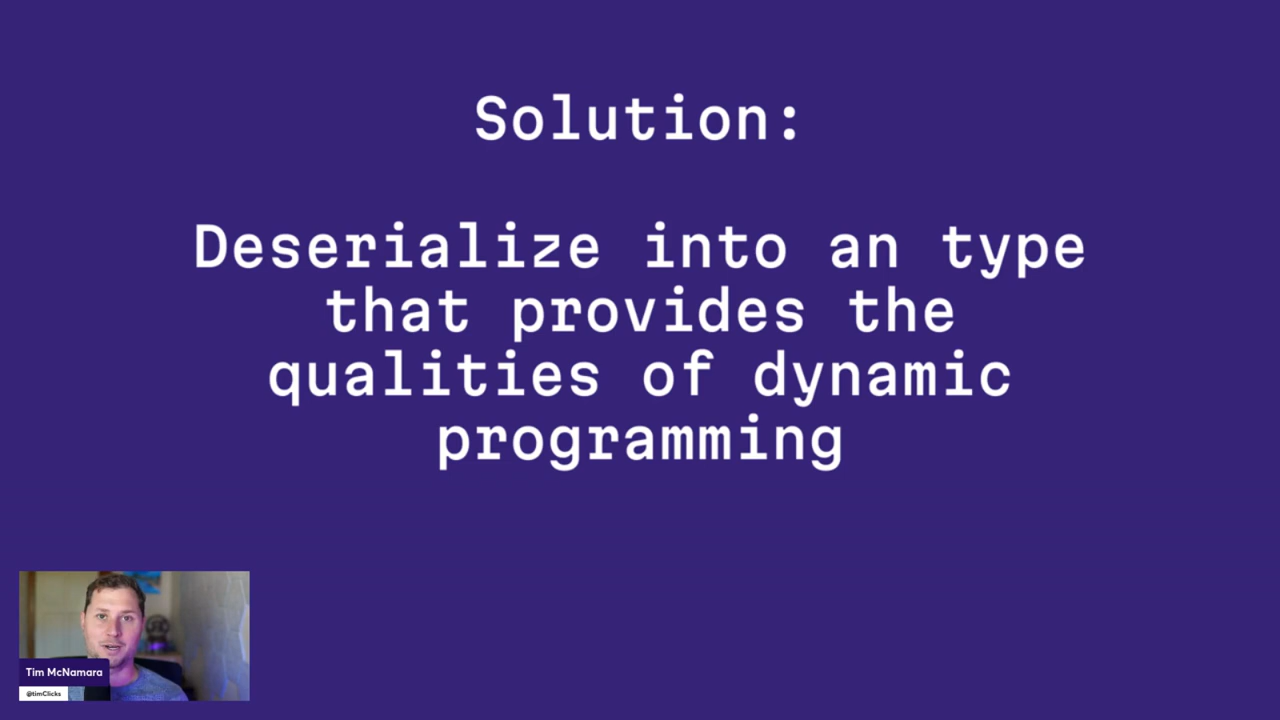 Solution:
Deserialize into an type
that provides the
qualities of dynamic
programming
Tim McNamara
@timClicks